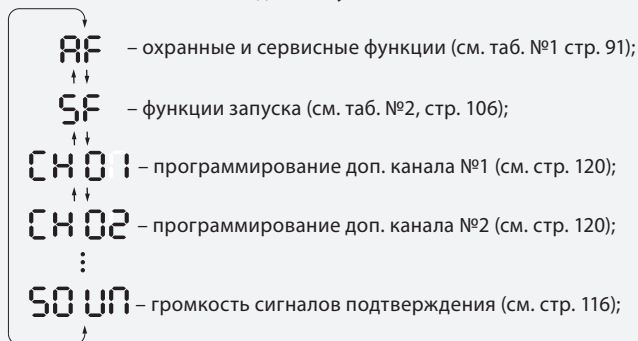 AF – охранные и сервисные функции (см. таб. №1 стр. 91);
SF – функции запуска (см. таб. №2, стр. 106);
CH 01 – программирование доп. канала №1 (см. стр. 120);
CH 02 – программирование доп. канала №2 (см. стр. 120);
SOUN – громкость сигналов подтверждения (см. стр. 116);